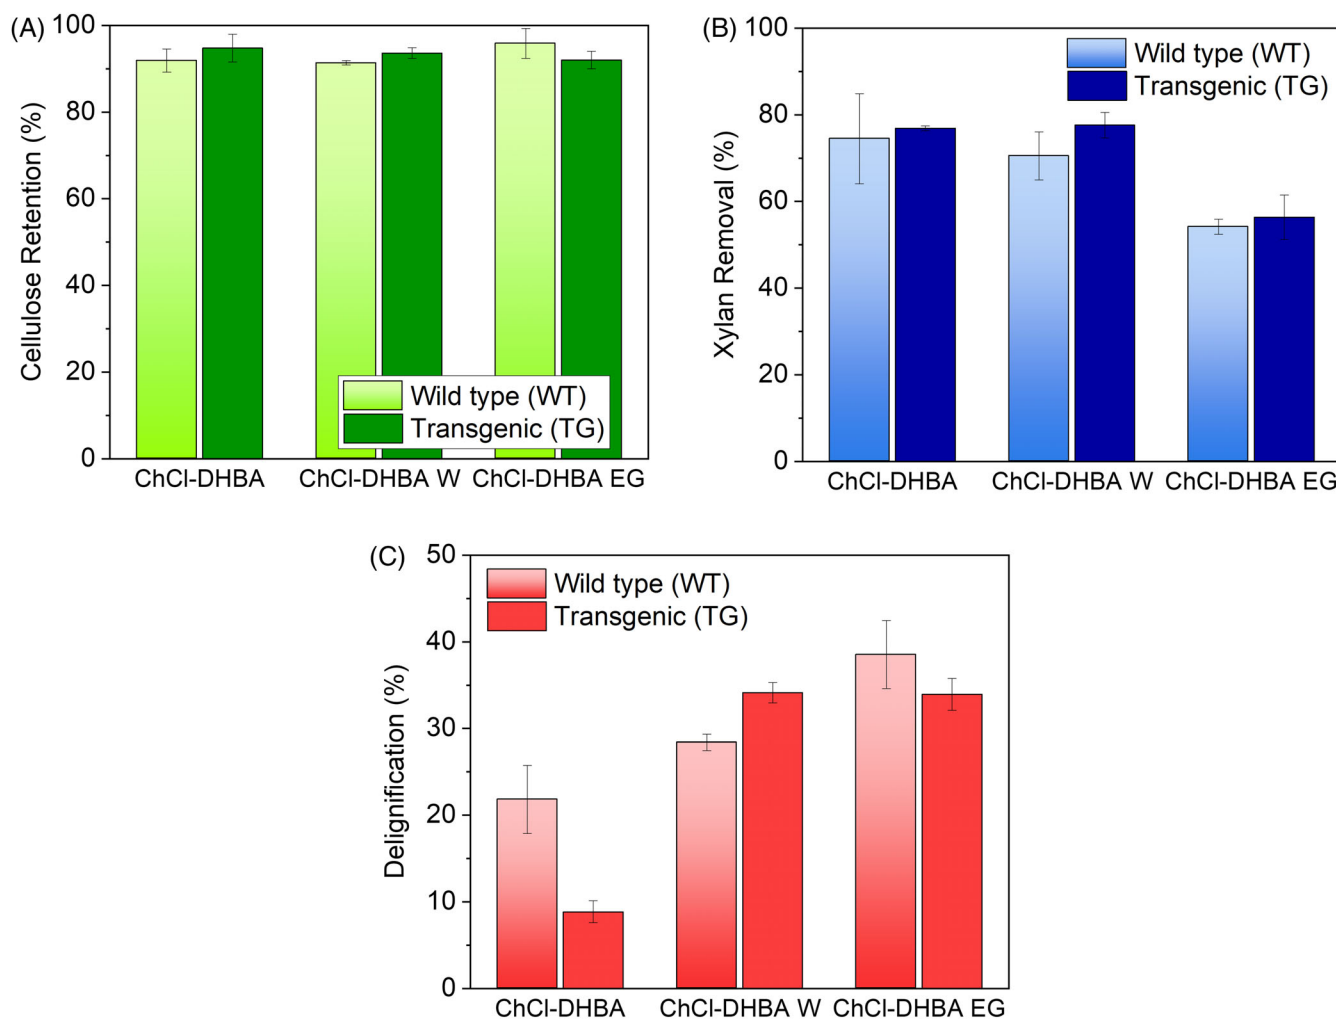 (A)
Cellulose Retention (%)
100
80
60
40
20
0
Wild type (WT)
Transgenic (TG)
ChCl-DHBA ChCl-DHBA W ChCl-DHBA EG
(B)
Xylan Removal (%)
100
80
60
40
20
0
Wild type (WT)
Transgenic (TG)
ChCl-DHBA ChCl-DHBA W ChCl-DHBA EG
(C)
Delignification (%)
50
40
30
20
10
0
Wild type (WT)
Transgenic (TG)
ChCl-DHBA ChCl-DHBA W ChCl-DHBA EG